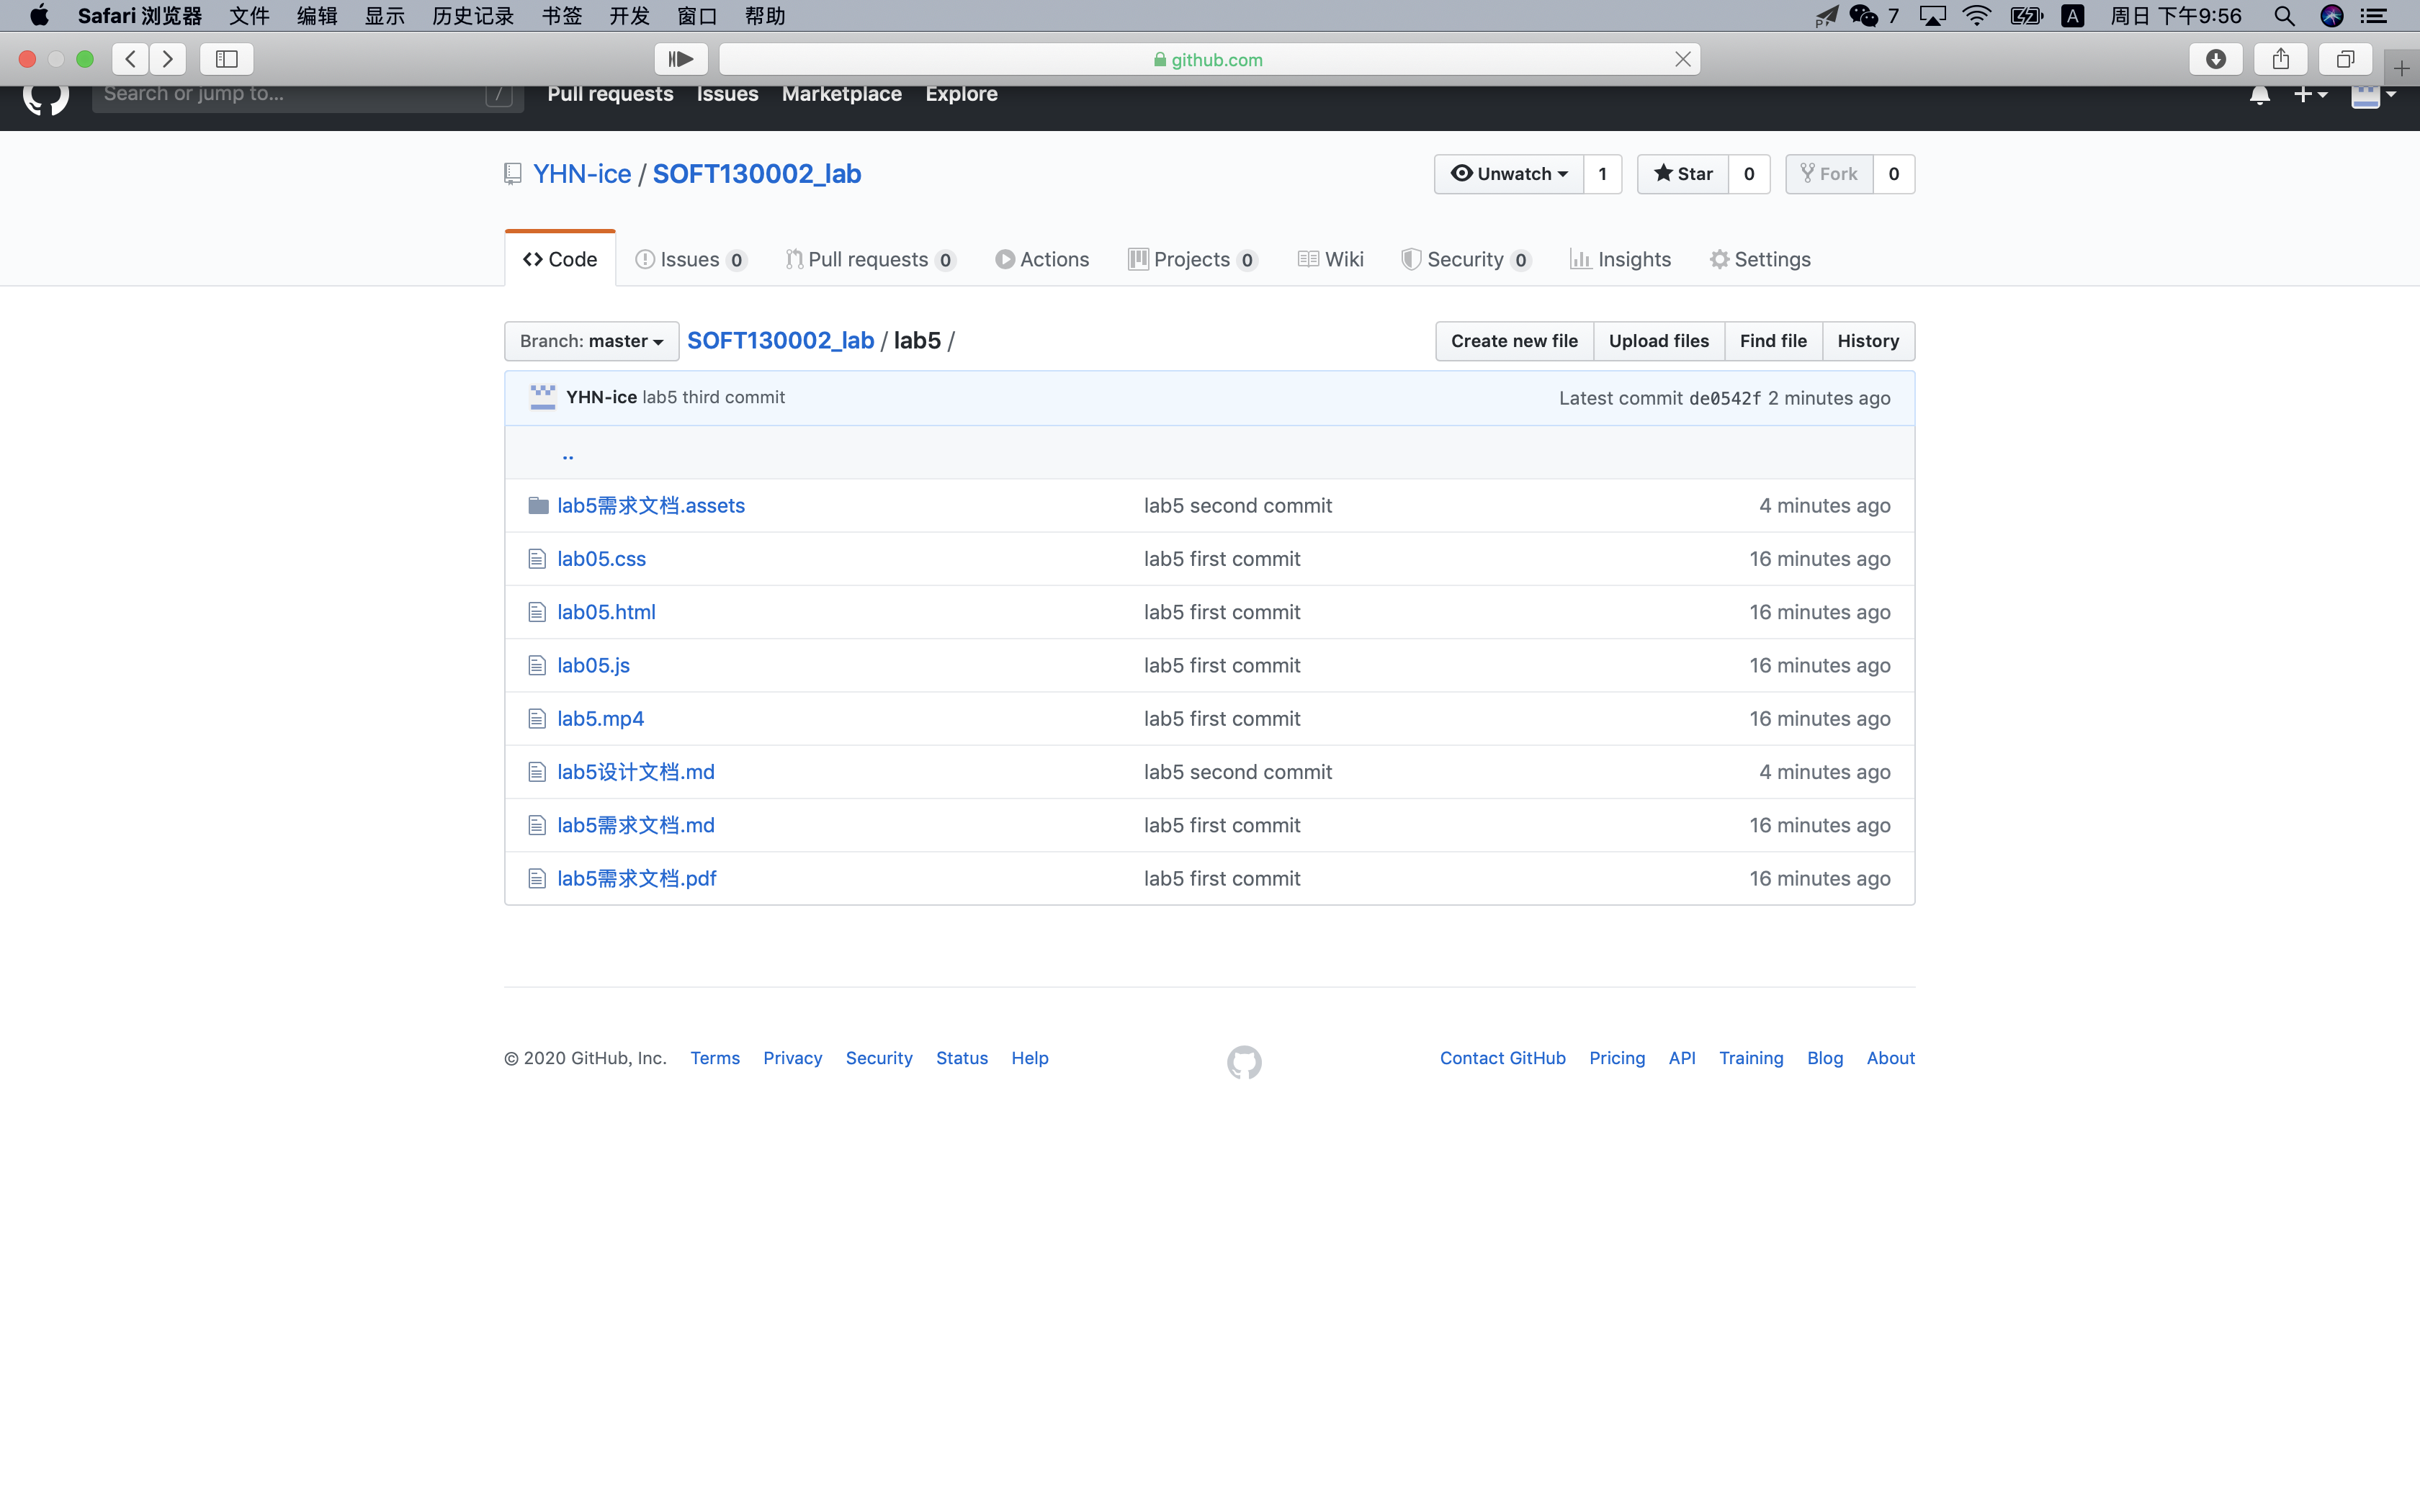 Safari 浏览器 文件 编辑 显示 历史记录 书签 开发 窗口 帮助 7 A 周日 下午9:56
github.com
Search or jump to... / Pull requests Issues Marketplace Explore
YHN-ice / SOFT130002_lab Unwatch 1 Star 0 Fork 0
Code Issues 0 Pull requests 0 Actions Projects 0 Wiki Security 0 Insights Settings
Branch: master SOFT130002_lab / lab5 / Create new file Upload files Find file History
YHN-ice lab5 third commit Latest commit de0542f 2 minutes ago
..
lab5需求文档.assets lab5 second commit 4 minutes ago
lab05.css lab5 first commit 16 minutes ago
lab05.html lab5 first commit 16 minutes ago
lab05.js lab5 first commit 16 minutes ago
lab5.mp4 lab5 first commit 16 minutes ago
lab5设计文档.md lab5 second commit 4 minutes ago
lab5需求文档.md lab5 first commit 16 minutes ago
lab5需求文档.pdf lab5 first commit 16 minutes ago
© 2020 GitHub, Inc. Terms Privacy Security Status Help Contact GitHub Pricing API Training Blog About